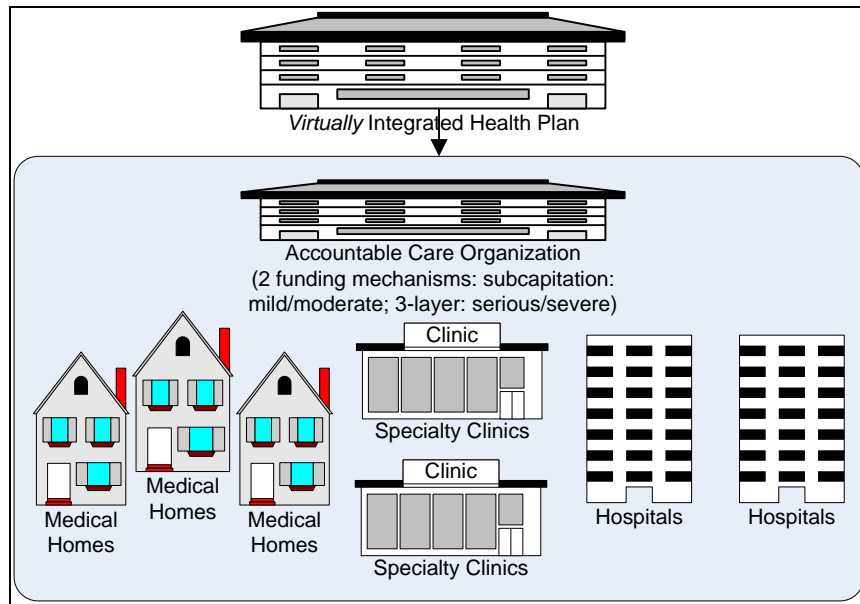 Virtually Integrated Health Plan
Accountable Care Organization
(2 funding mechanisms: subcapitation:
mild/moderate; 3-layer: serious/severe)
Medical
Homes
Medical
Homes
Medical
Homes
Clinic
Specialty Clinics
Clinic
Specialty Clinics
Hospitals
Hospitals